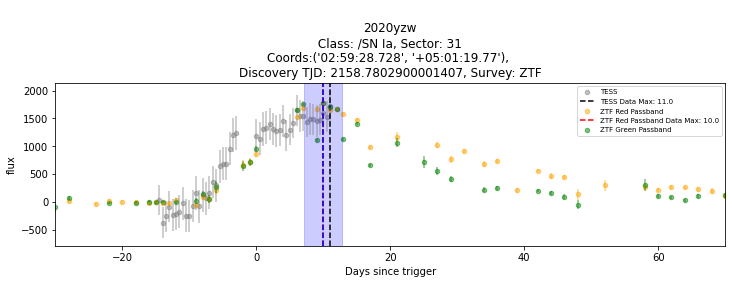 2020yzw
Class: /SN Ia, Sector: 31
Coords:('02:59:28.728', '+05:01:19.77'),
Discovery TJD: 2158.7802900001407, Survey: ZTF
TESS
TESS Data Max: 11.0
ZTF Red Passband
ZTF Red Passband Data Max: 10.0
ZTF Green Passband
flux
2000
1500
1000
500
0
−500
−20
0
20
40
60
Days since trigger